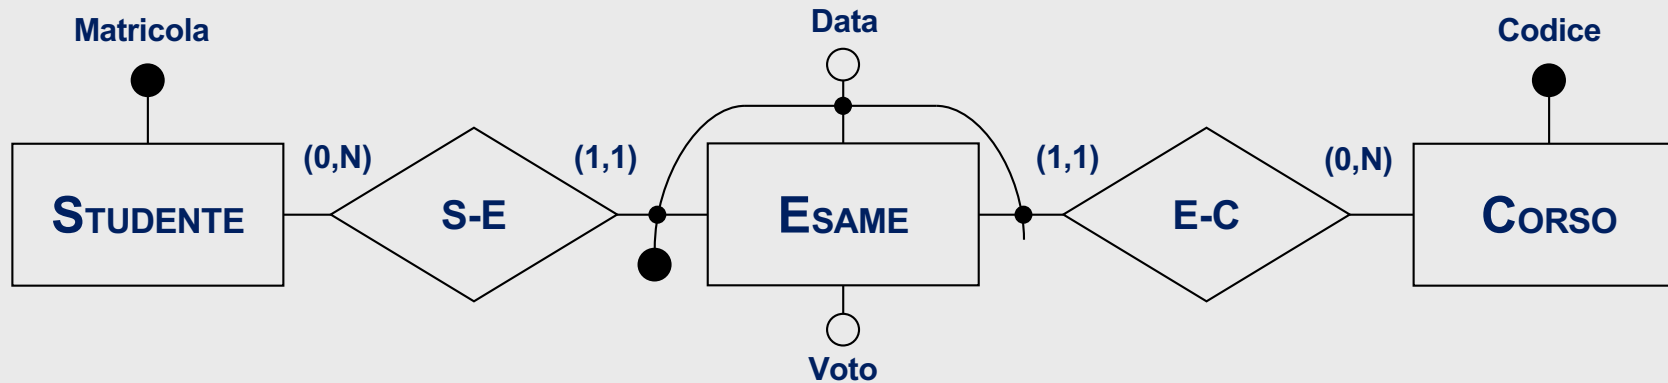 Matricola
Data
Codice
(0,N)
(1,1)
(1,1)
(0,N)
STUDENTE
S-E
ESAME
E-C
CORSO
Voto